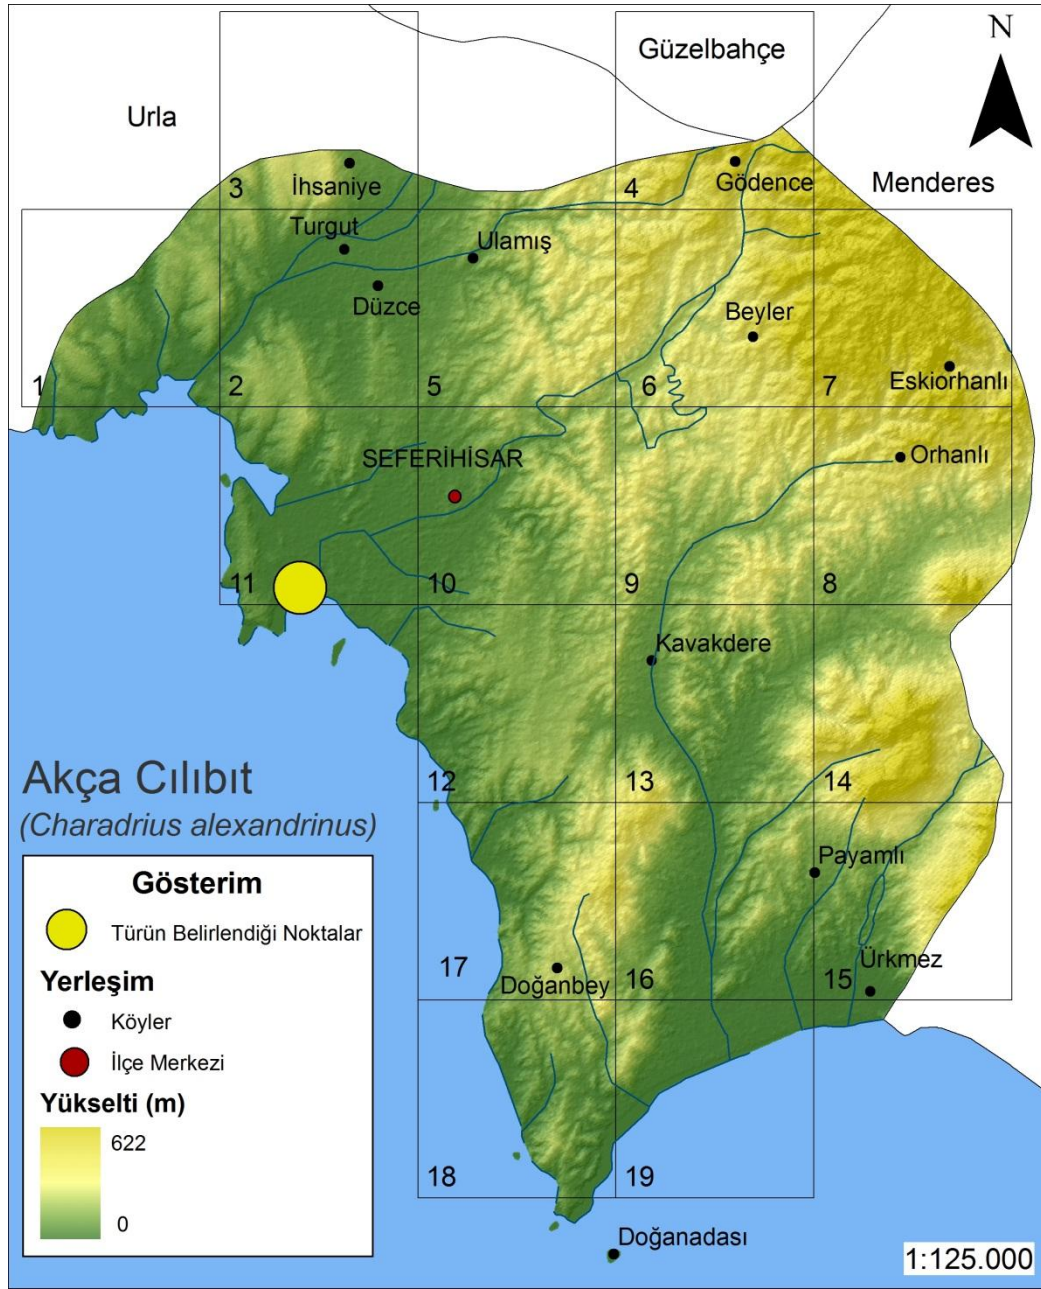 Güzelbahçe
N
Urla
3
İhsaniye
4
Gödence
Menderes
Turgut
Ulamış
Düzce
Beyler
1
2
5
6
7
Eskiorhanlı
SEFERİHİSAR
Orhanlı
11
10
9
8
Kavakdere
Akça Cılıbıt
(Charadrius alexandrinus)
12
13
14
Payamlı
Gösterim
Türün Belirlendiği Noktalar
Yerleşim
Köyler
İlçe Merkezi
Yükselti (m)
622
0
17
Doğanbey
16
15
Ürkmez
18
19
Doğanadası
1:125.000